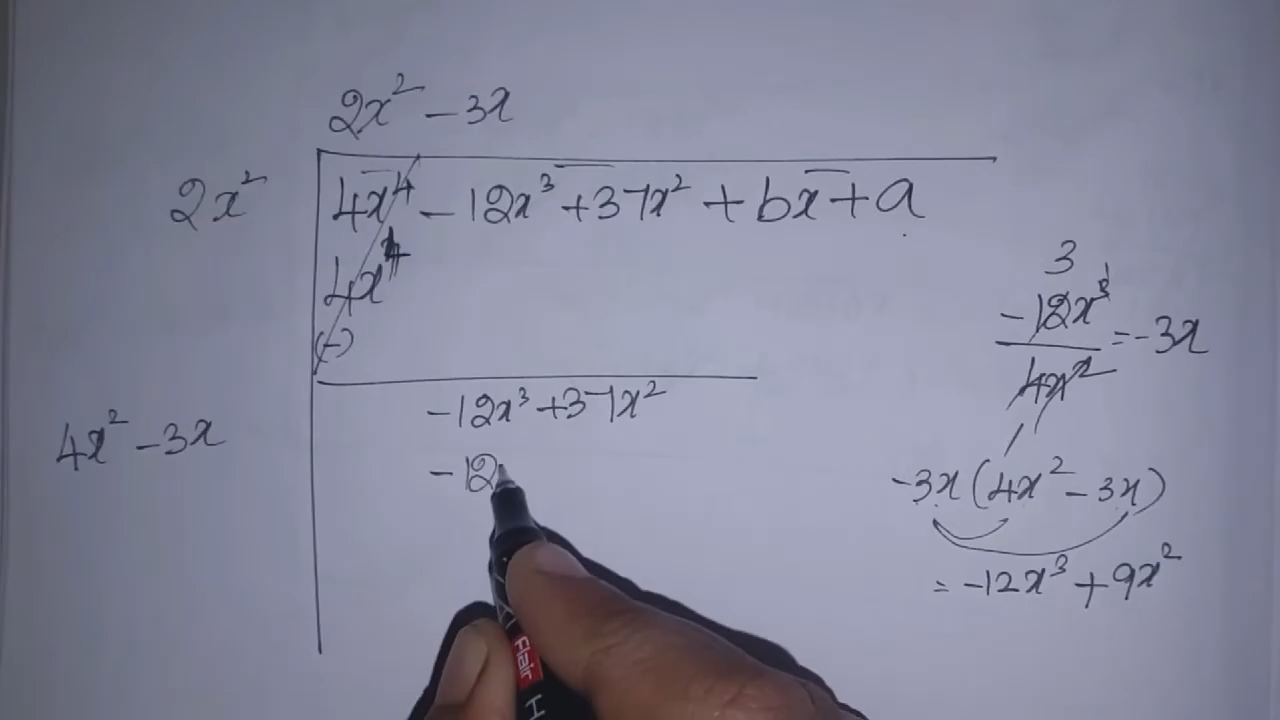 2x² - 3x
2x² 4x⁴ - 12x³ + 37x² + bx + a
4x⁴
(-)
-12x³ + 37x²
4x² - 3x
-12
3
-12x³ / 4x² = -3x
-3x(4x² - 3x)
= -12x³ + 9x²
Flair
H